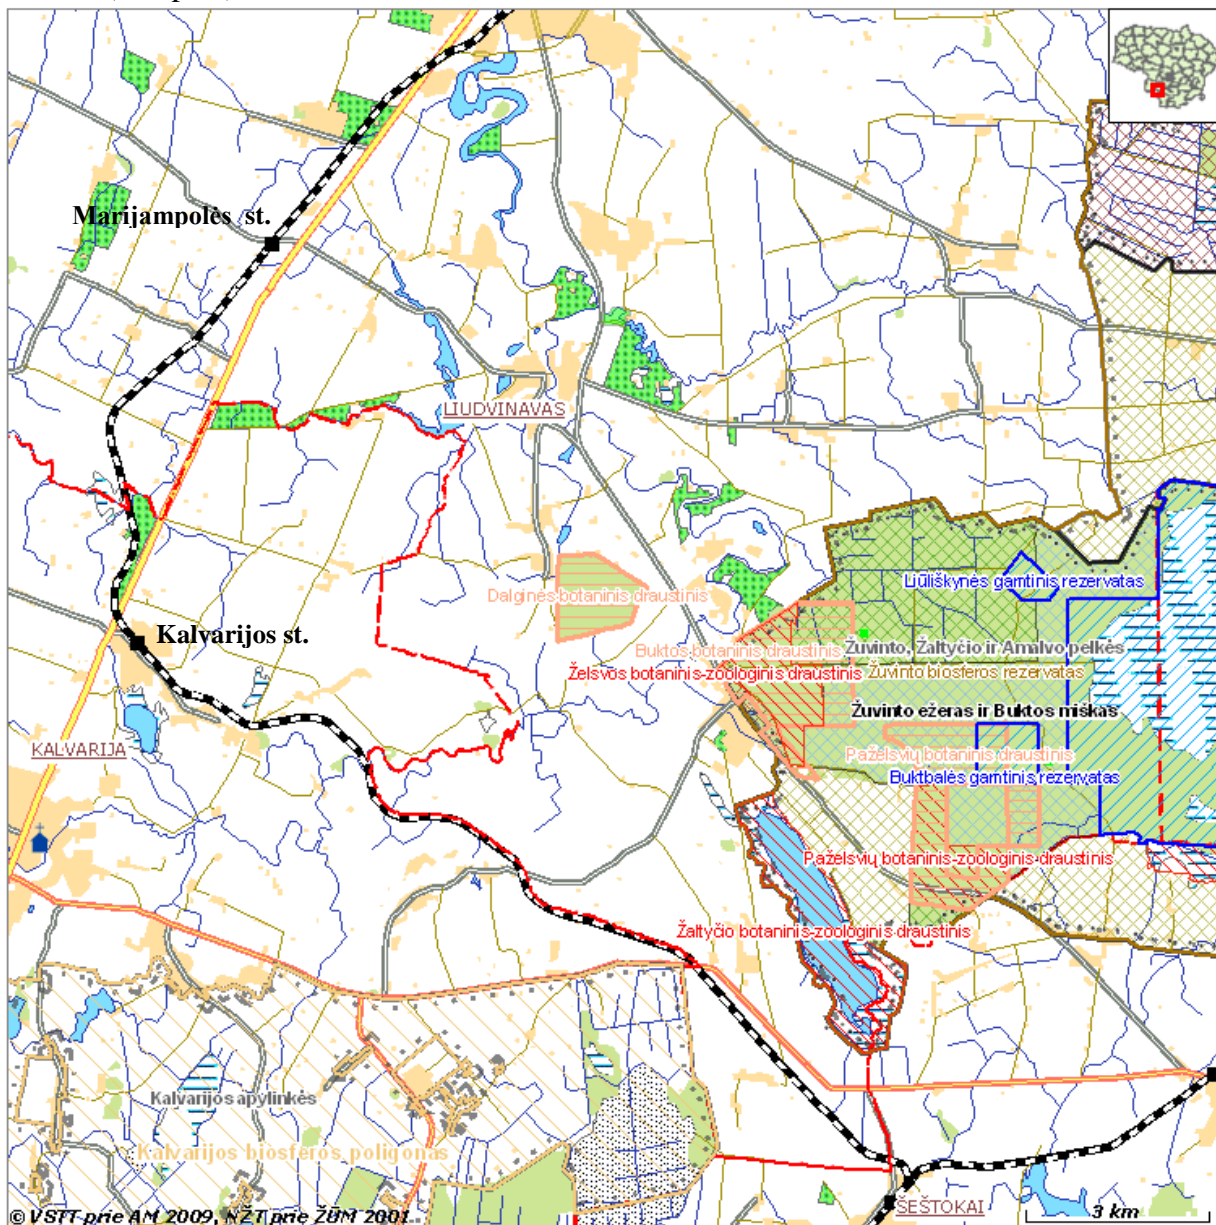 Marijampolės st.
LIUDVINAVAS
Liūliškynės gamtinis rezervatas
Dalginės botaninis draustinis
Kalvarijos st.
Buktos botaninis draustinis
Žuvinto, Žaltyčio ir Amalvo pelkės
Želsvos botaninis-zoologinis draustinis
Žuvinto biosferos rezervatas
Žuvinto ežeras ir Buktos miškas
KALVARIJA
Paželsvių botaninis draustinis
Buktbalės gamtinis rezervatas
Paželsvių botaninis-zoologinis draustinis
Žaltyčio botaninis-zoologinis draustinis
Kalvarijos apylinkės
Kalvarijos biosferos poligonas
ŠEŠTOKAI
© VSTT prie AM 2009, NŽT prie ŽŪM 2001
3 km